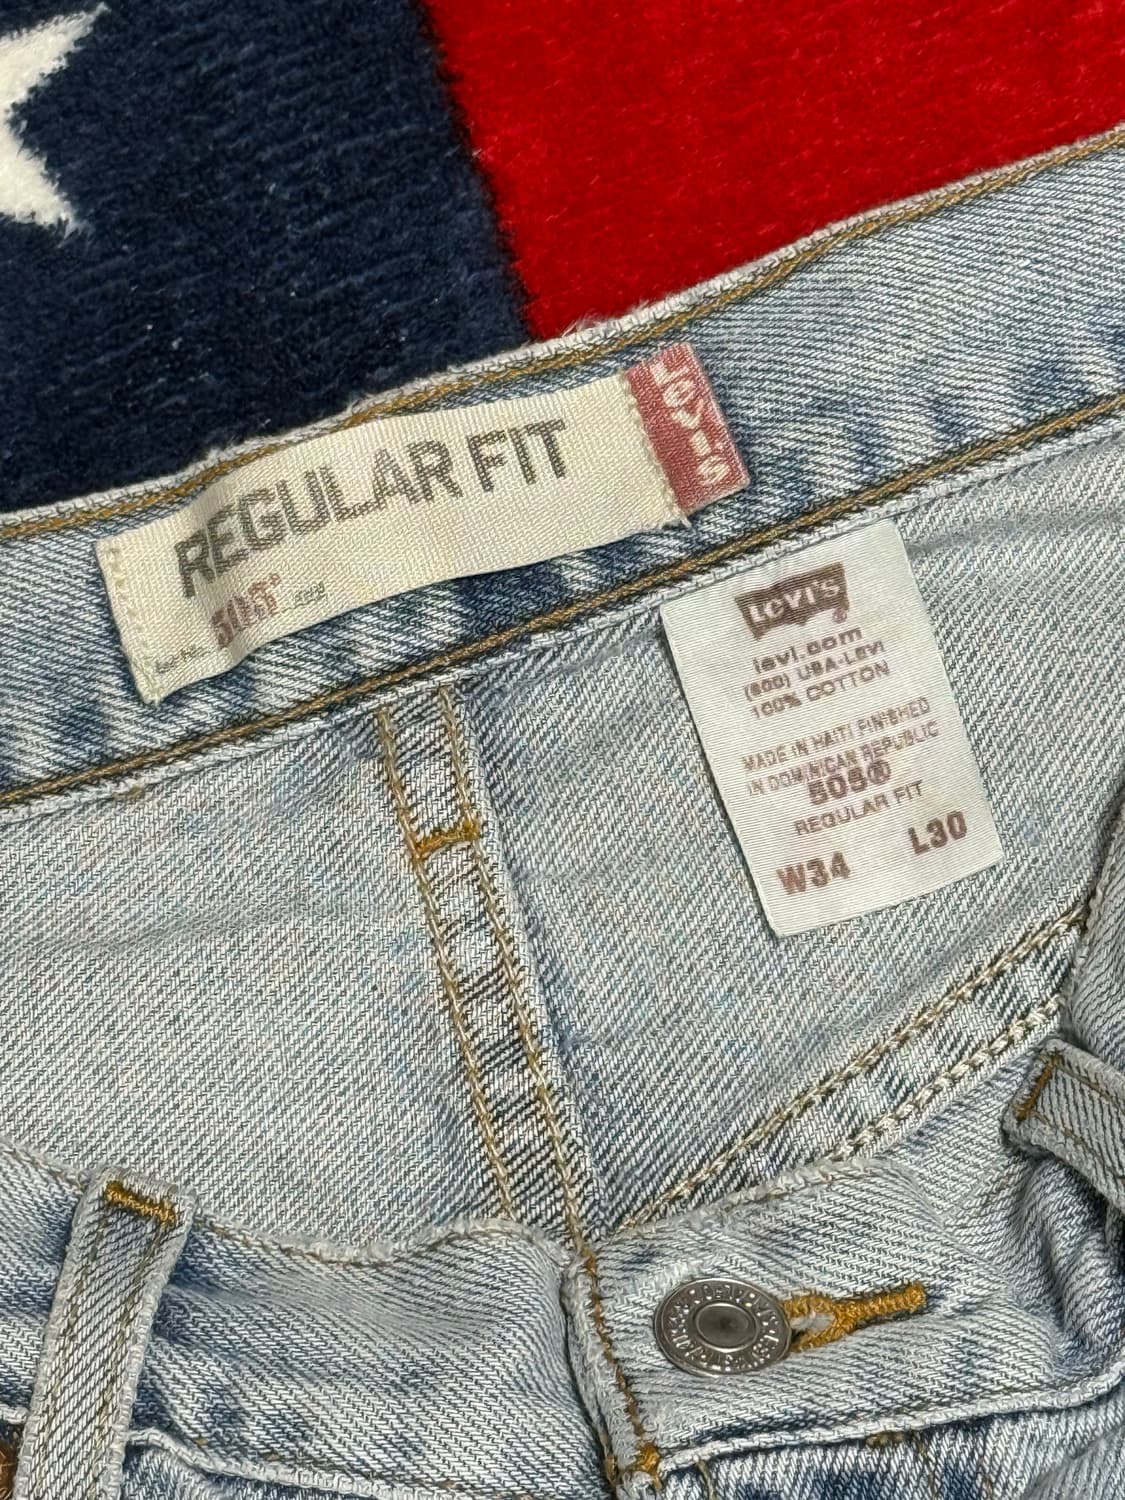 REGULAR FIT
505
Levi's
LEVI'S
levi.com
(800) USA-LEVI
100% COTTON
MADE IN HAITI FINISHED
IN DOMINICAN REPUBLIC
505®
REGULAR FIT
W34 L30